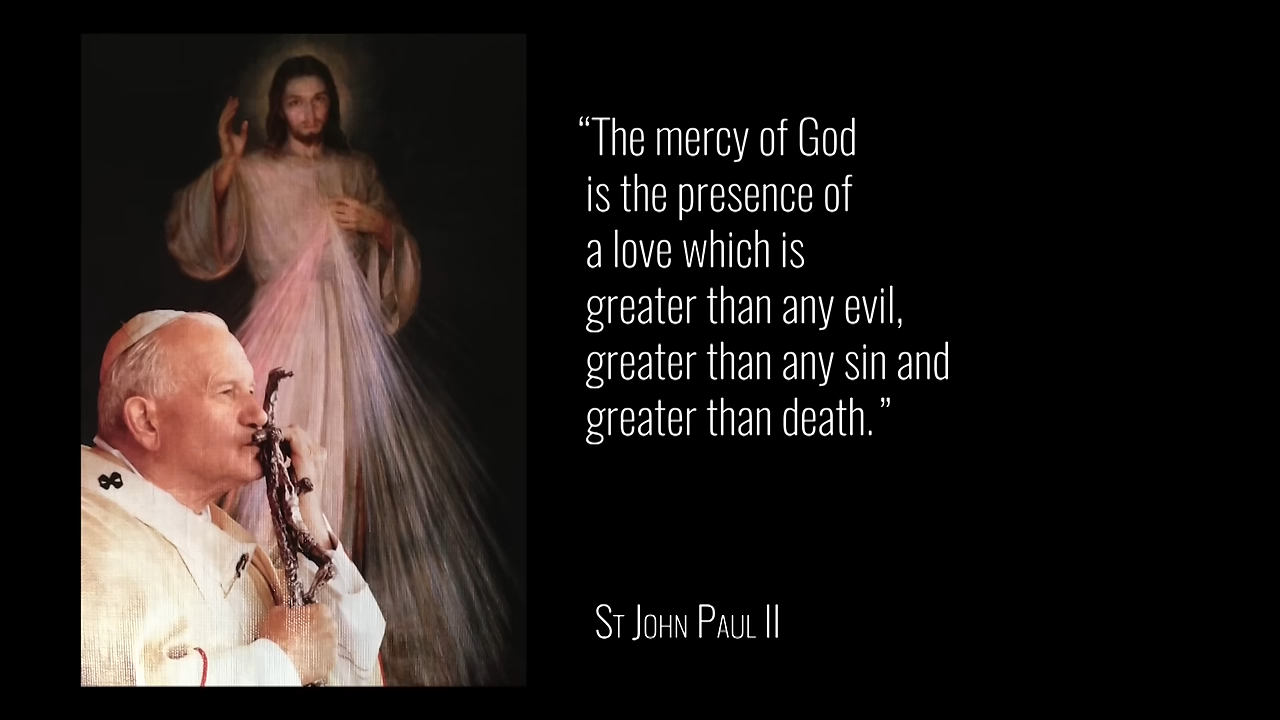 “The mercy of God
is the presence of
a love which is
greater than any evil,
greater than any sin and
greater than death.”
St John Paul II